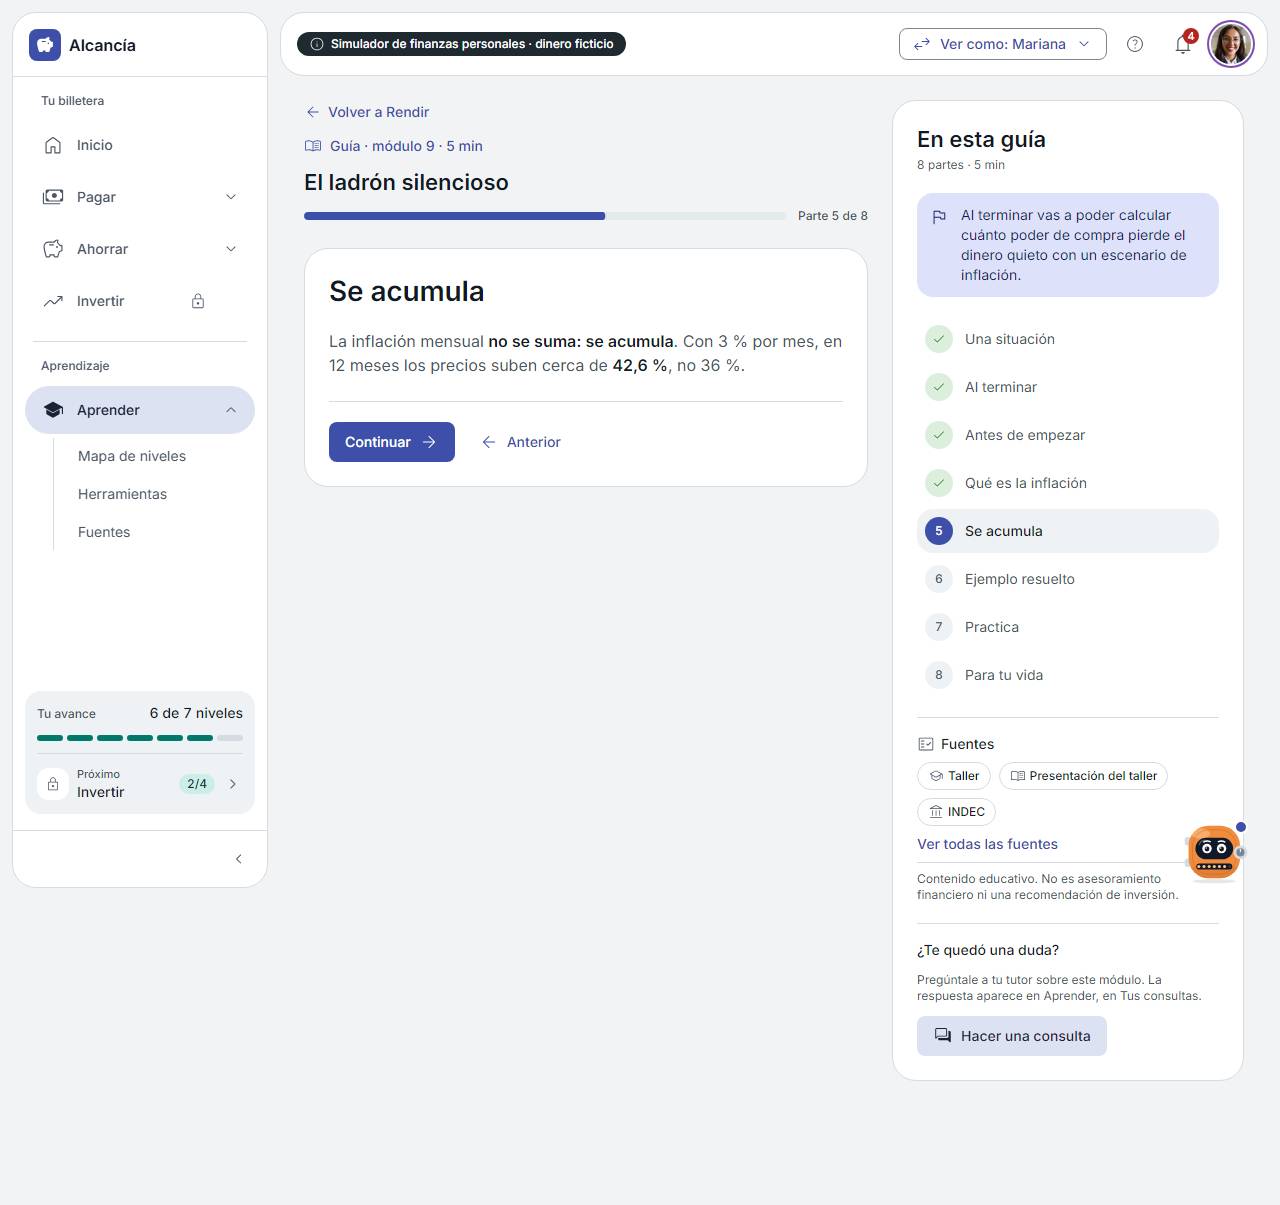 Alcancía
Tu billetera
Inicio
Pagar
Ahorrar
Invertir
Aprendizaje
Aprender
Mapa de niveles
Herramientas
Fuentes
Tu avance
6 de 7 niveles
Próximo
Invertir
2/4
Simulador de finanzas personales · dinero ficticio
Ver como: Mariana
4
Volver a Rendir
Guía · módulo 9 · 5 min
El ladrón silencioso
Parte 5 de 8
Se acumula
La inflación mensual no se suma: se acumula. Con 3 % por mes, en
12 meses los precios suben cerca de 42,6 %, no 36 %.
Continuar
Anterior
En esta guía
8 partes · 5 min
Al terminar vas a poder calcular
cuánto poder de compra pierde el
dinero quieto con un escenario de
inflación.
Una situación
Al terminar
Antes de empezar
Qué es la inflación
5 Se acumula
6 Ejemplo resuelto
7 Practica
8 Para tu vida
Fuentes
Taller
Presentación del taller
INDEC
Ver todas las fuentes
Contenido educativo. No es asesoramiento
financiero ni una recomendación de inversión.
¿Te quedó una duda?
Pregúntale a tu tutor sobre este módulo. La
respuesta aparece en Aprender, en Tus consultas.
Hacer una consulta